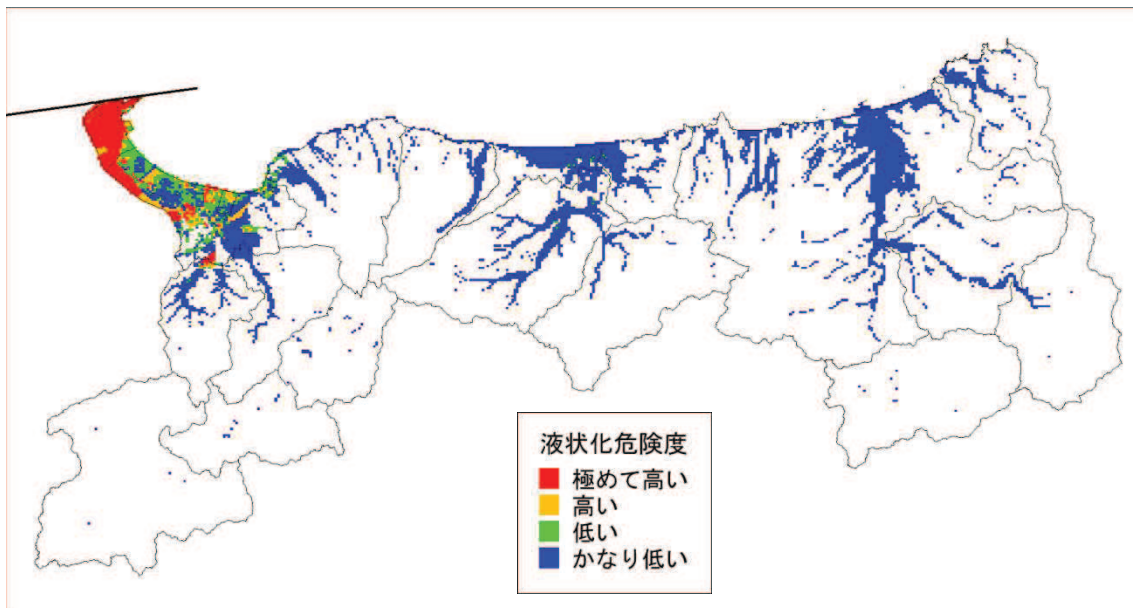 液状化危険度
極めて高い
高い
低い
かなり低い